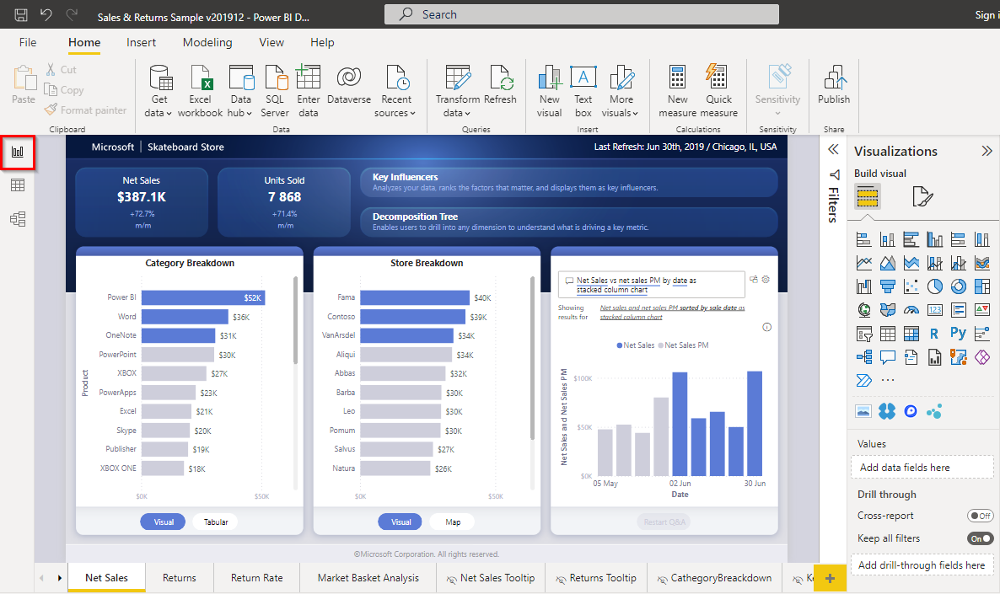 Sales & Returns Sample v201912 - Power BI D...
Search
Sign i
File
Home
Insert
Modeling
View
Help
Paste
Cut
Copy
Format painter
Clipboard
Get data
Excel workbook
Data hub
SQL Server
Enter data
Dataverse
Recent sources
Data
Transform data
Refresh
Queries
New visual
Text box
More visuals
Insert
New measure
Quick measure
Calculations
Sensitivity
Sensitivity
Publish
Share
Microsoft | Skateboard Store
Last Refresh: Jun 30th, 2019 / Chicago, IL, USA
Net Sales
$387.1K
+72.7%
m/m
Units Sold
7 868
+71.4%
m/m
Key Influencers
Analyzes your data, ranks the factors that matter, and displays them as key influencers.
Decomposition Tree
Enables users to drill into any dimension to understand what is driving a key metric.
Category Breakdown
Product
Power BI $52K
Word $36K
OneNote $31K
PowerPoint $30K
XBOX $27K
PowerApps $23K
Excel $21K
Skype $20K
Publisher $19K
XBOX ONE $18K
$0K $50K
Visual
Tabular
Store Breakdown
Fama $40K
Contoso $39K
VanArsdel $34K
Aliqui $34K
Abbas $32K
Barba $30K
Leo $30K
Pomum $30K
Salvus $27K
Natura $26K
$0K $50K
Visual
Map
Net Sales vs net sales PM by date as
stacked column chart
Showing results for
Net sales and net sales PM sorted by sale date as
stacked column chart
Net Sales Net Sales PM
Net Sales and Net Sales PM
$100K
$50K
$0K
05 May 02 Jun 30 Jun
Date
Restart Q&A
©Microsoft Corporation. All rights reserved.
Filters
Visualizations
Build visual
123
R
Py
Values
Add data fields here
Drill through
Cross-report
Off
Keep all filters
On
Add drill-through fields here
Net Sales
Returns
Return Rate
Market Basket Analysis
Net Sales Tooltip
Returns Tooltip
CathegoryBreackdown
Ke